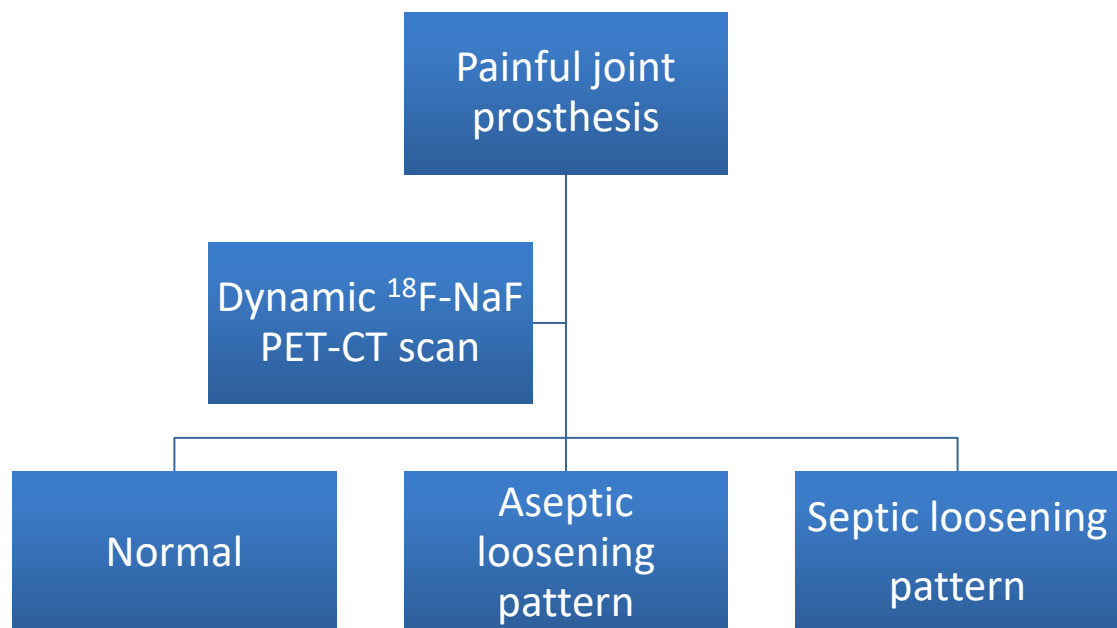 Painful joint
prosthesis
Dynamic ¹⁸F-NaF
PET-CT scan
Normal
Aseptic
loosening
pattern
Septic loosening
pattern